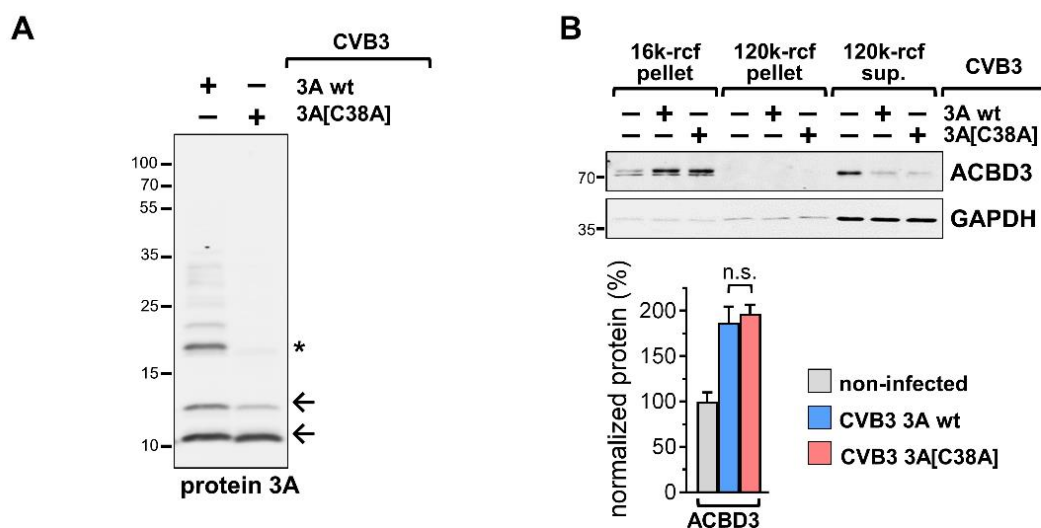 A
CVB3
+ – 3A wt
– + 3A[C38A]
100
70
55
35
25
15
10
*
←
←
protein 3A
B
16k-rcf 120k-rcf 120k-rcf
pellet pellet sup. CVB3
– + – – + – – + – 3A wt
– – + – – + – – + 3A[C38A]
70 ACBD3
35 GAPDH
normalized protein (%)
n.s.
200
150
100
50
0
ACBD3
non-infected
CVB3 3A wt
CVB3 3A[C38A]